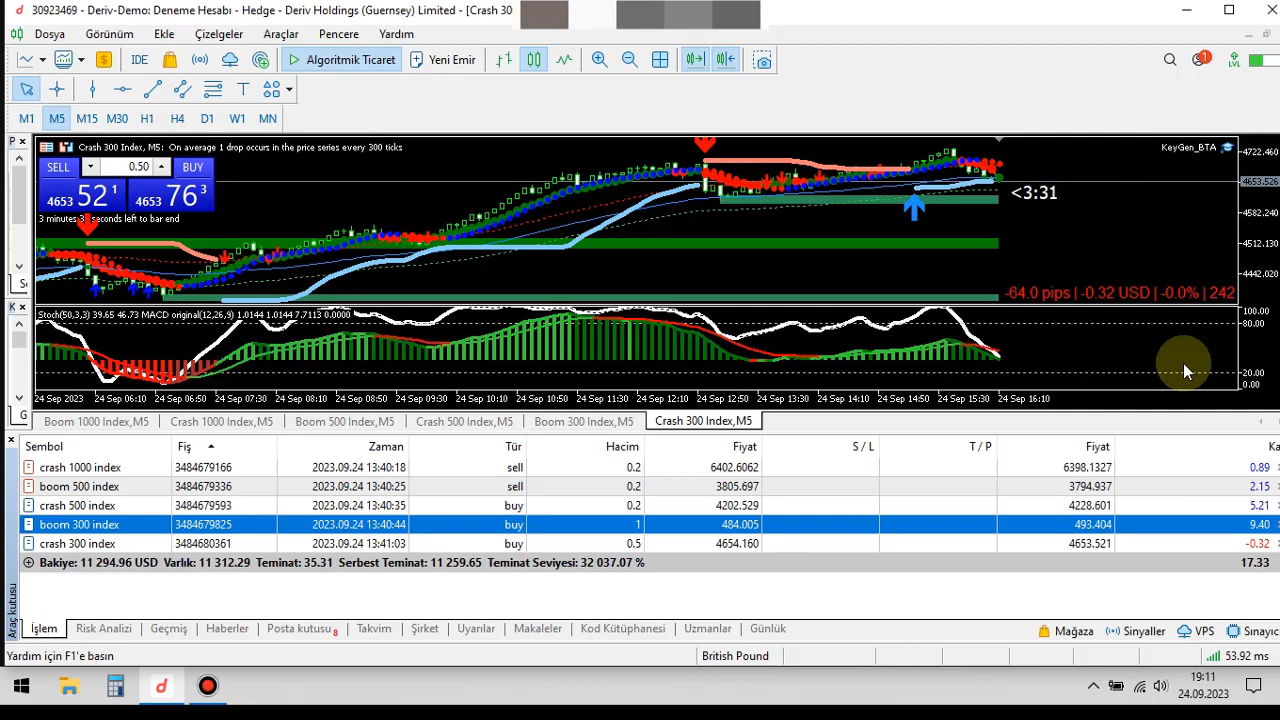 30923469 - Deriv-Demo: Deneme Hesabı - Hedge - Deriv Holdings (Guernsey) Limited - [Crash 30
Dosya Görünüm Ekle Çizelgeler Araçlar Pencere Yardım
$ IDE Algoritmik Ticaret Yeni Emir 1 LVL
T
M1 M5 M15 M30 H1 H4 D1 W1 MN
P
Crash 300 Index, M5: On average 1 drop occurs in the price series every 300 ticks
KeyGen_BTA
SELL 0.50 BUY
4653 52 1 4653 76 3
left to bar end
<3:31
4722.460
4653.526
4582.240
4512.130
4442.020
-64.0 pips | -0.32 USD | -0.0% | 242
K
Stoch(50,3,3) 39.65 46.73 MACD original(12,26,9) 1.0144 1.0144 7.7113 0.0000
100.00
80.00
20.00
0.00
24 Sep 2023 24 Sep 06:10 24 Sep 06:50 24 Sep 07:30 24 Sep 08:10 24 Sep 08:50 24 Sep 09:30 24 Sep 10:10 24 Sep 10:50 24 Sep 11:30 24 Sep 12:10 24 Sep 12:50 24 Sep 13:30 24 Sep 14:10 24 Sep 14:50 24 Sep 15:30 24 Sep 16:10
Boom 1000 Index,M5 Crash 1000 Index,M5 Boom 500 Index,M5 Crash 500 Index,M5 Boom 300 Index,M5 Crash 300 Index,M5
Sembol Fiş Zaman Tür Hacim Fiyat S / L T / P Fiyat Ka
crash 1000 index 3484679166 2023.09.24 13:40:18 sell 0.2 6402.6062 6398.1327 0.89
boom 500 index 3484679336 2023.09.24 13:40:25 sell 0.2 3805.697 3794.937 2.15
crash 500 index 3484679593 2023.09.24 13:40:35 buy 0.2 4202.529 4228.601 5.21
boom 300 index 3484679825 2023.09.24 13:40:44 buy 1 484.005 493.404 9.40
crash 300 index 3484680361 2023.09.24 13:41:03 buy 0.5 4654.160 4653.521 -0.32
Bakiye: 11 294.96 USD Varlık: 11 312.29 Teminat: 35.31 Serbest Teminat: 11 259.65 Teminat Seviyesi: 32 037.07 % 17.33
Araç kutusu
İşlem Risk Analizi Geçmiş Haberler Posta kutusu 8 Takvim Şirket Uyarılar Makaleler Kod Kütüphanesi Uzmanlar Günlük
Mağaza Sinyaller VPS Sınayıc
Yardım için F1'e basın British Pound 53.92 ms
19:11
24.09.2023